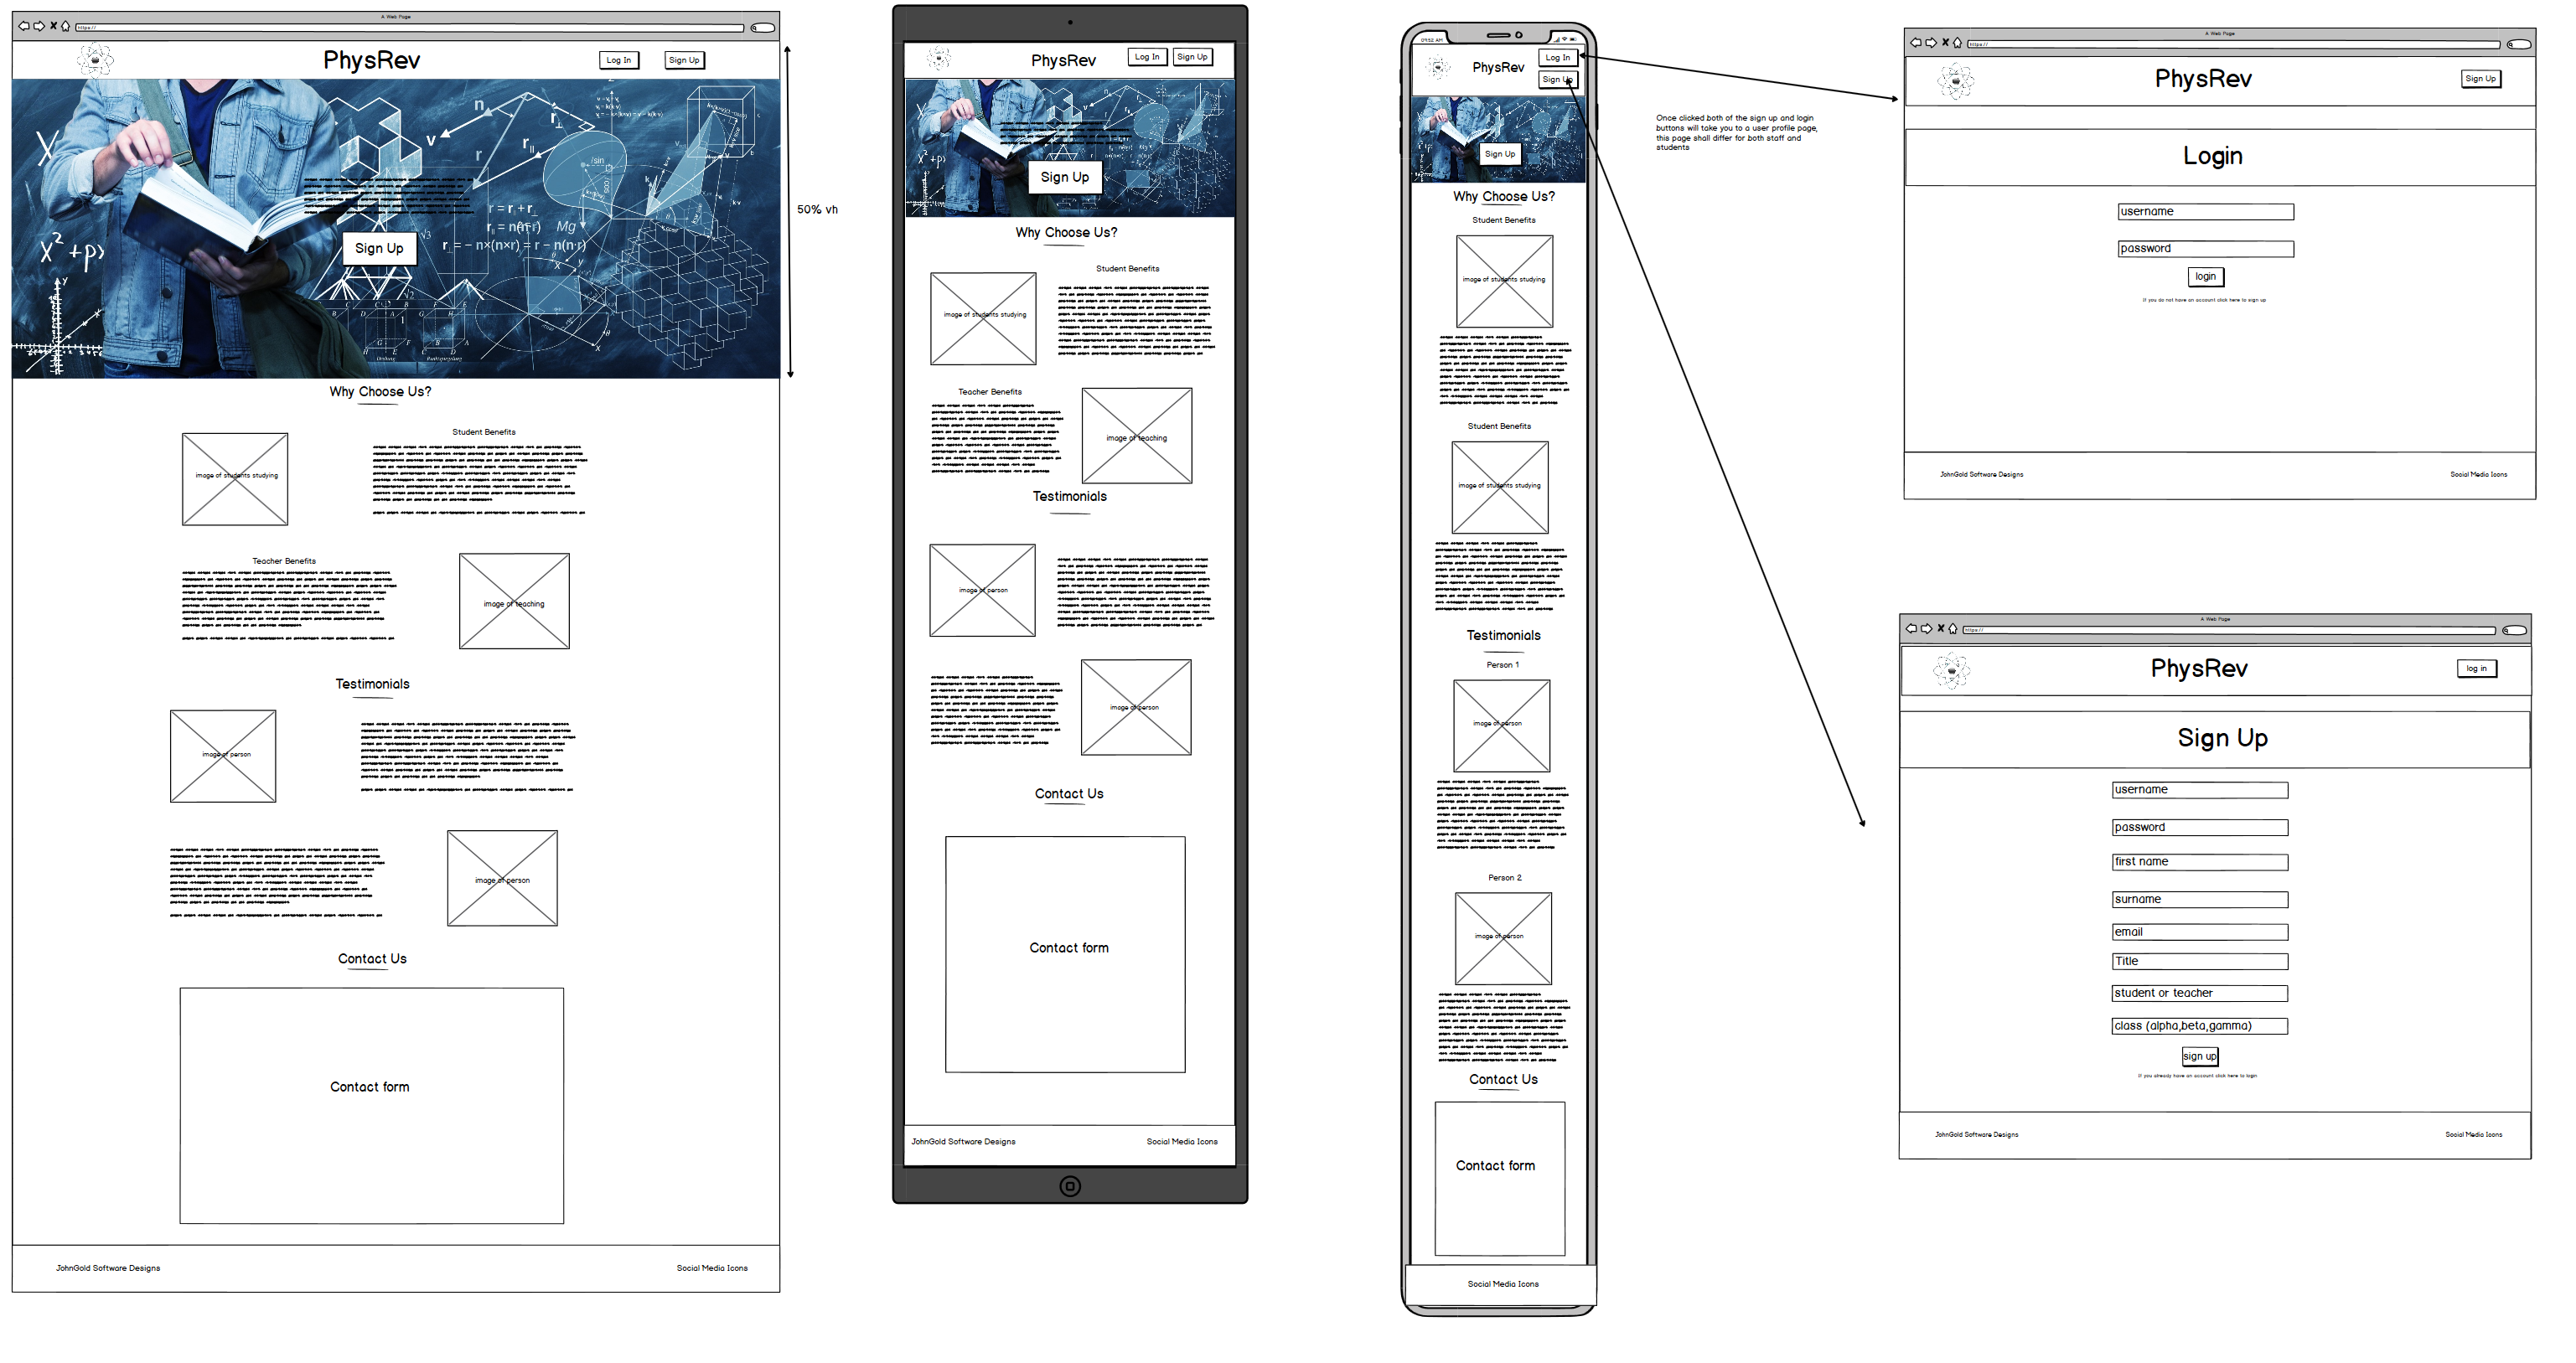 A Web Page
https://
PhysRev
Log In
Sign Up
n
v
r
r⊥
r||
X
/sin
/cos
k
kv
r = r + r
r|| = n(n·r)
Mg
r⊥ = − n×(n×r) = r − n(n·r)
X² +p
√3
√2
Sign Up
50% vh
Why Choose Us?
Student Benefits
image of students studying
Teacher Benefits
image of teaching
Testimonials
image of person
image of person
Contact Us
Contact form
JohnGold Software Designs
Social Media Icons
PhysRev
Log In
Sign Up
X² +p
Sign Up
Why Choose Us?
Student Benefits
image of students studying
Teacher Benefits
image of teaching
Testimonials
image of person
image of person
Contact Us
Contact form
JohnGold Software Designs
Social Media Icons
09:52 AM
PhysRev
Log In
Sign Up
Sign Up
Why Choose Us?
Student Benefits
image of students studying
Student Benefits
image of students studying
Testimonials
Person 1
image of person
Person 2
image of person
Contact Us
Contact form
Social Media Icons
Once clicked both of the sign up and login
buttons will take you to a user profile page,
this page shall differ for both staff and
students
A Web Page
https://
PhysRev
Sign Up
Login
username
password
login
If you do not have an account click here to sign up
JohnGold Software Designs
Social Media Icons
A Web Page
https://
PhysRev
log in
Sign Up
username
password
first name
surname
email
Title
student or teacher
class (alpha,beta,gamma)
sign up
If you already have an account click here to login
JohnGold Software Designs
Social Media Icons